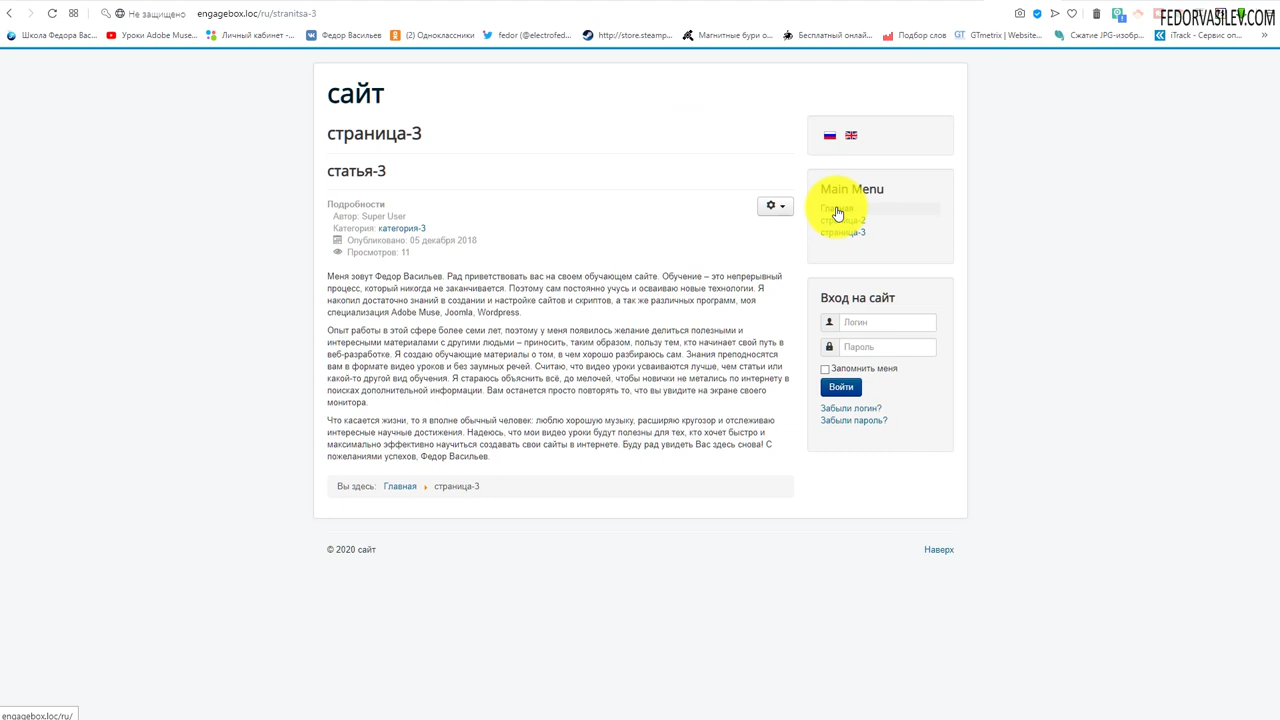 Не защищено
engagebox.loc/ru/stranitsa-3
FEDORVASILEV.COM
Школа Федора Вас...
Уроки Adobe Muse...
Личный кабинет -...
Федор Васильев
(2) Одноклассники
fedor (@electrofed...
http://store.steamp...
Магнитные бури о...
Бесплатный онлай...
Подбор слов
GTmetrix | Website...
Сжатие JPG-изобр...
iTrack - Сервис оп...
сайт
страница-3
статья-3
Подробности
Автор: Super User
Категория: категория-3
Опубликовано: 05 декабря 2018
Просмотров: 11
Меня зовут Федор Васильев. Рад приветствовать вас на своем обучающем сайте. Обучение – это непрерывный
процесс, который никогда не заканчивается. Поэтому сам постоянно учусь и осваиваю новые технологии. Я
накопил достаточно знаний в создании и настройке сайтов и скриптов, а так же различных программ, моя
специализация Adobe Muse, Joomla, Wordpress.
Опыт работы в этой сфере более семи лет, поэтому у меня появилось желание делиться полезными и
интересными материалами с другими людьми – приносить, таким образом, пользу тем, кто начинает свой путь в
веб-разработке. Я создаю обучающие материалы о том, в чем хорошо разбираюсь сам. Знания преподносятся
вам в формате видео уроков и без заумных речей. Считаю, что видео уроки усваиваются лучше, чем статьи или
какой-то другой вид обучения. Я стараюсь объяснить всё, до мелочей, чтобы новички не метались по интернету в
поисках дополнительной информации. Вам останется просто повторять то, что вы увидите на экране своего
монитора.
Что касается жизни, то я вполне обычный человек: люблю хорошую музыку, расширяю кругозор и отслеживаю
интересные научные достижения. Надеюсь, что мои видео уроки будут полезны для тех, кто хочет быстро и
максимально эффективно научиться создавать свои сайты в интернете. Буду рад увидеть Вас здесь снова! С
пожеланиями успехов, Федор Васильев.
Вы здесь: Главная страница-3
Main Menu
Главная
страница-2
страница-3
Вход на сайт
Логин
Пароль
Запомнить меня
Войти
Забыли логин?
Забыли пароль?
© 2020 сайт
Наверх
engagebox.loc/ru/